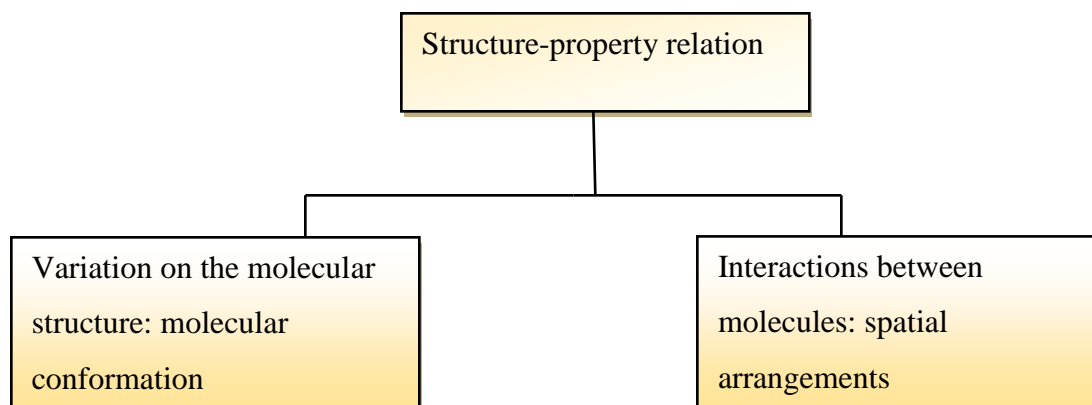 Structure-property relation
Variation on the molecular
structure: molecular
conformation
Interactions between
molecules: spatial
arrangements